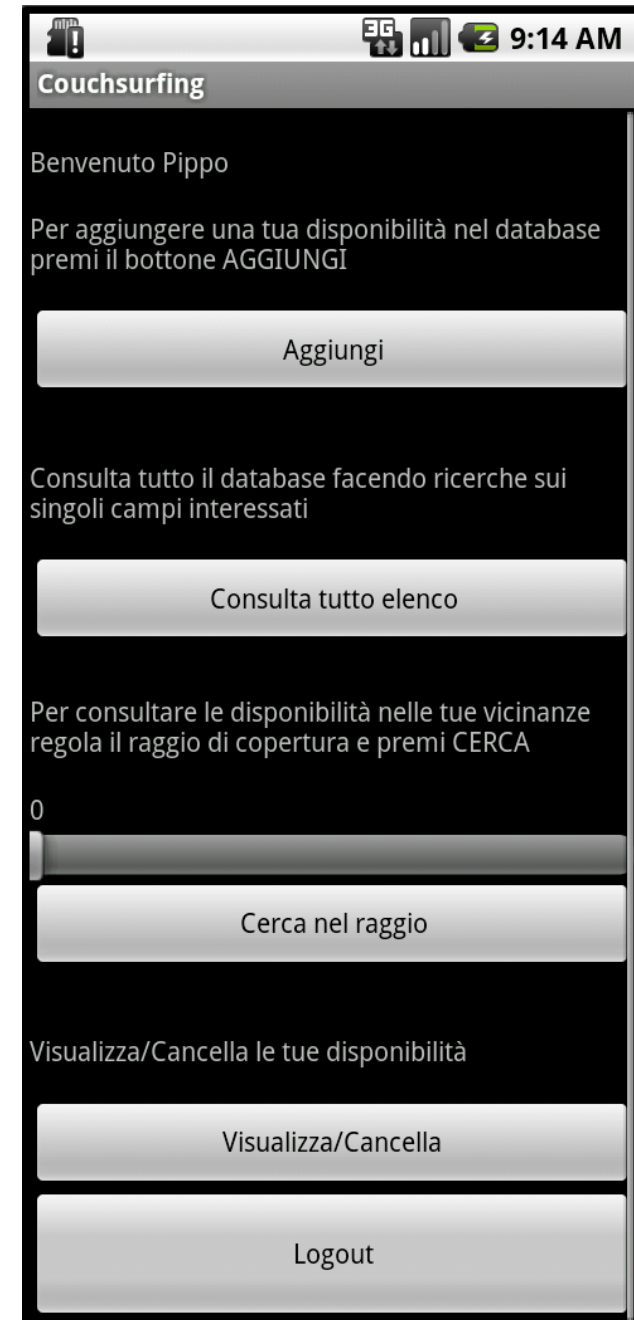 3G 9:14 AM
Couchsurfing
Benvenuto Pippo
Per aggiungere una tua disponibilità nel database
premi il bottone AGGIUNGI
Aggiungi
Consulta tutto il database facendo ricerche sui
singoli campi interessati
Consulta tutto elenco
Per consultare le disponibilità nelle tue vicinanze
regola il raggio di copertura e premi CERCA
0
Cerca nel raggio
Visualizza/Cancella le tue disponibilità
Visualizza/Cancella
Logout